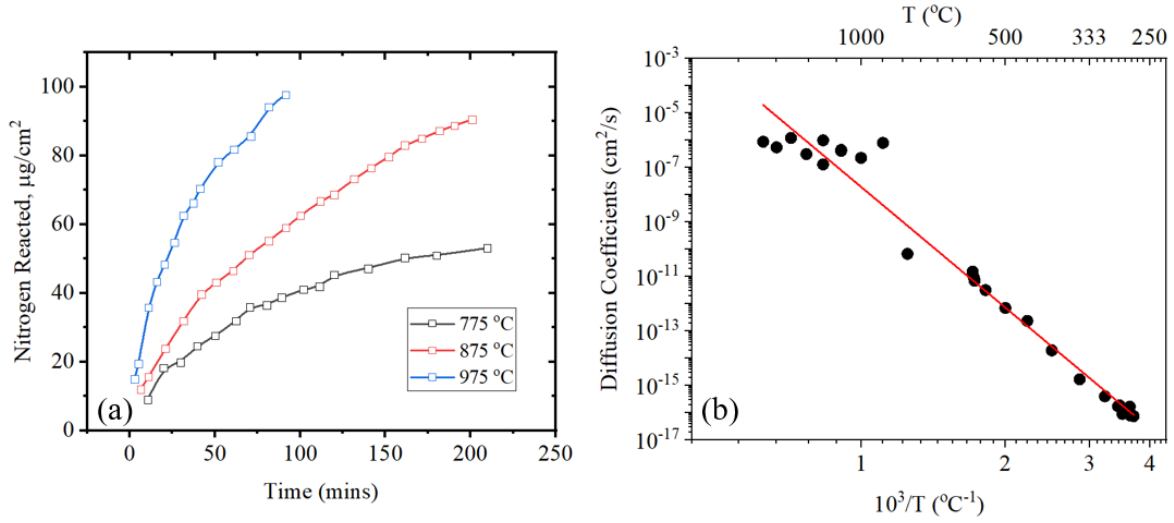 100
80
60
40
20
0
Nitrogen Reacted, μg/cm²
(a)
775 °C
875 °C
975 °C
0 50 100 150 200 250
Time (mins)
T (°C)
1000 500 333 250
10⁻³
10⁻⁵
10⁻⁷
10⁻⁹
10⁻¹¹
10⁻¹³
10⁻¹⁵
10⁻¹⁷
Diffusion Coefficients (cm²/s)
(b)
1 2 3 4
10³/T (°C⁻¹)